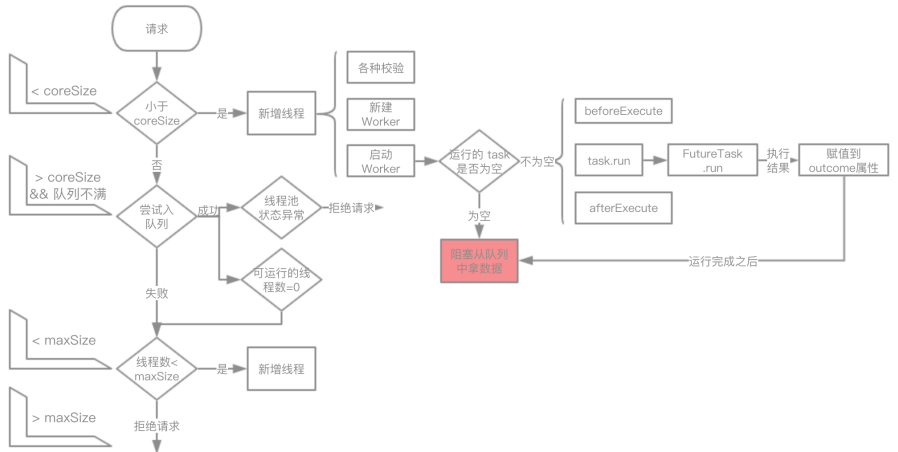 请求
< coreSize
小于
coreSize
是
新增线程
各种校验
新建
Worker
启动
Worker
运行的 task
是否为空
不为空
beforeExecute
task.run
FutureTask
.run
执行
结果
赋值到
outcome属性
afterExecute
为空
阻塞从队列
中拿数据
运行完成之后
否
> coreSize
&& 队列不满
尝试入
队列
成功
线程池
状态异常
拒绝请求
可运行的线
程数=0
失败
< maxSize
线程数<
maxSize
是
新增线程
> maxSize
拒绝请求